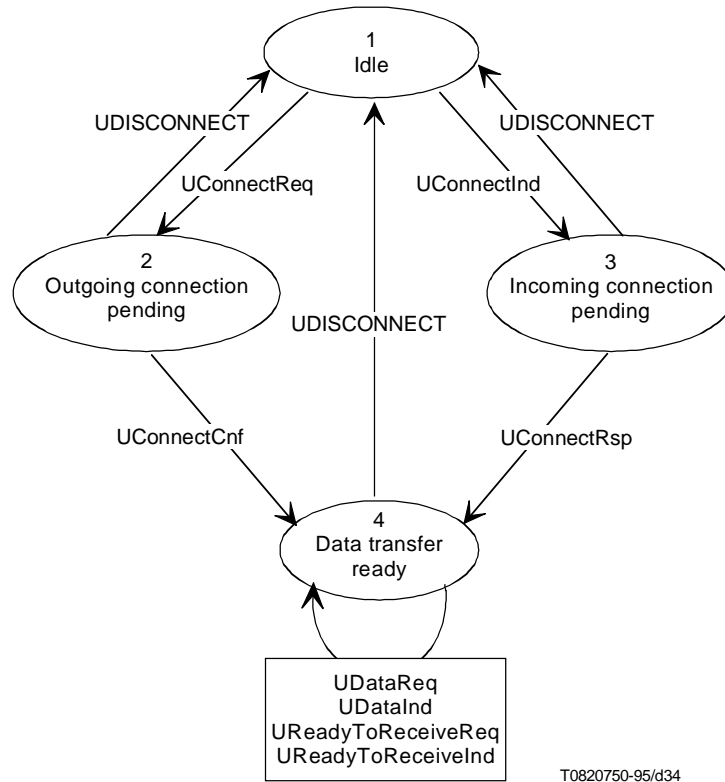 1
Idle
UDISCONNECT
UDISCONNECT
UConnectReq
UConnectInd
2
Outgoing connection
pending
3
Incoming connection
pending
UDISCONNECT
UConnectCnf
UConnectRsp
4
Data transfer
ready
UDataReq
UDataInd
UReadyToReceiveReq
UReadyToReceiveInd
T0820750-95/d34